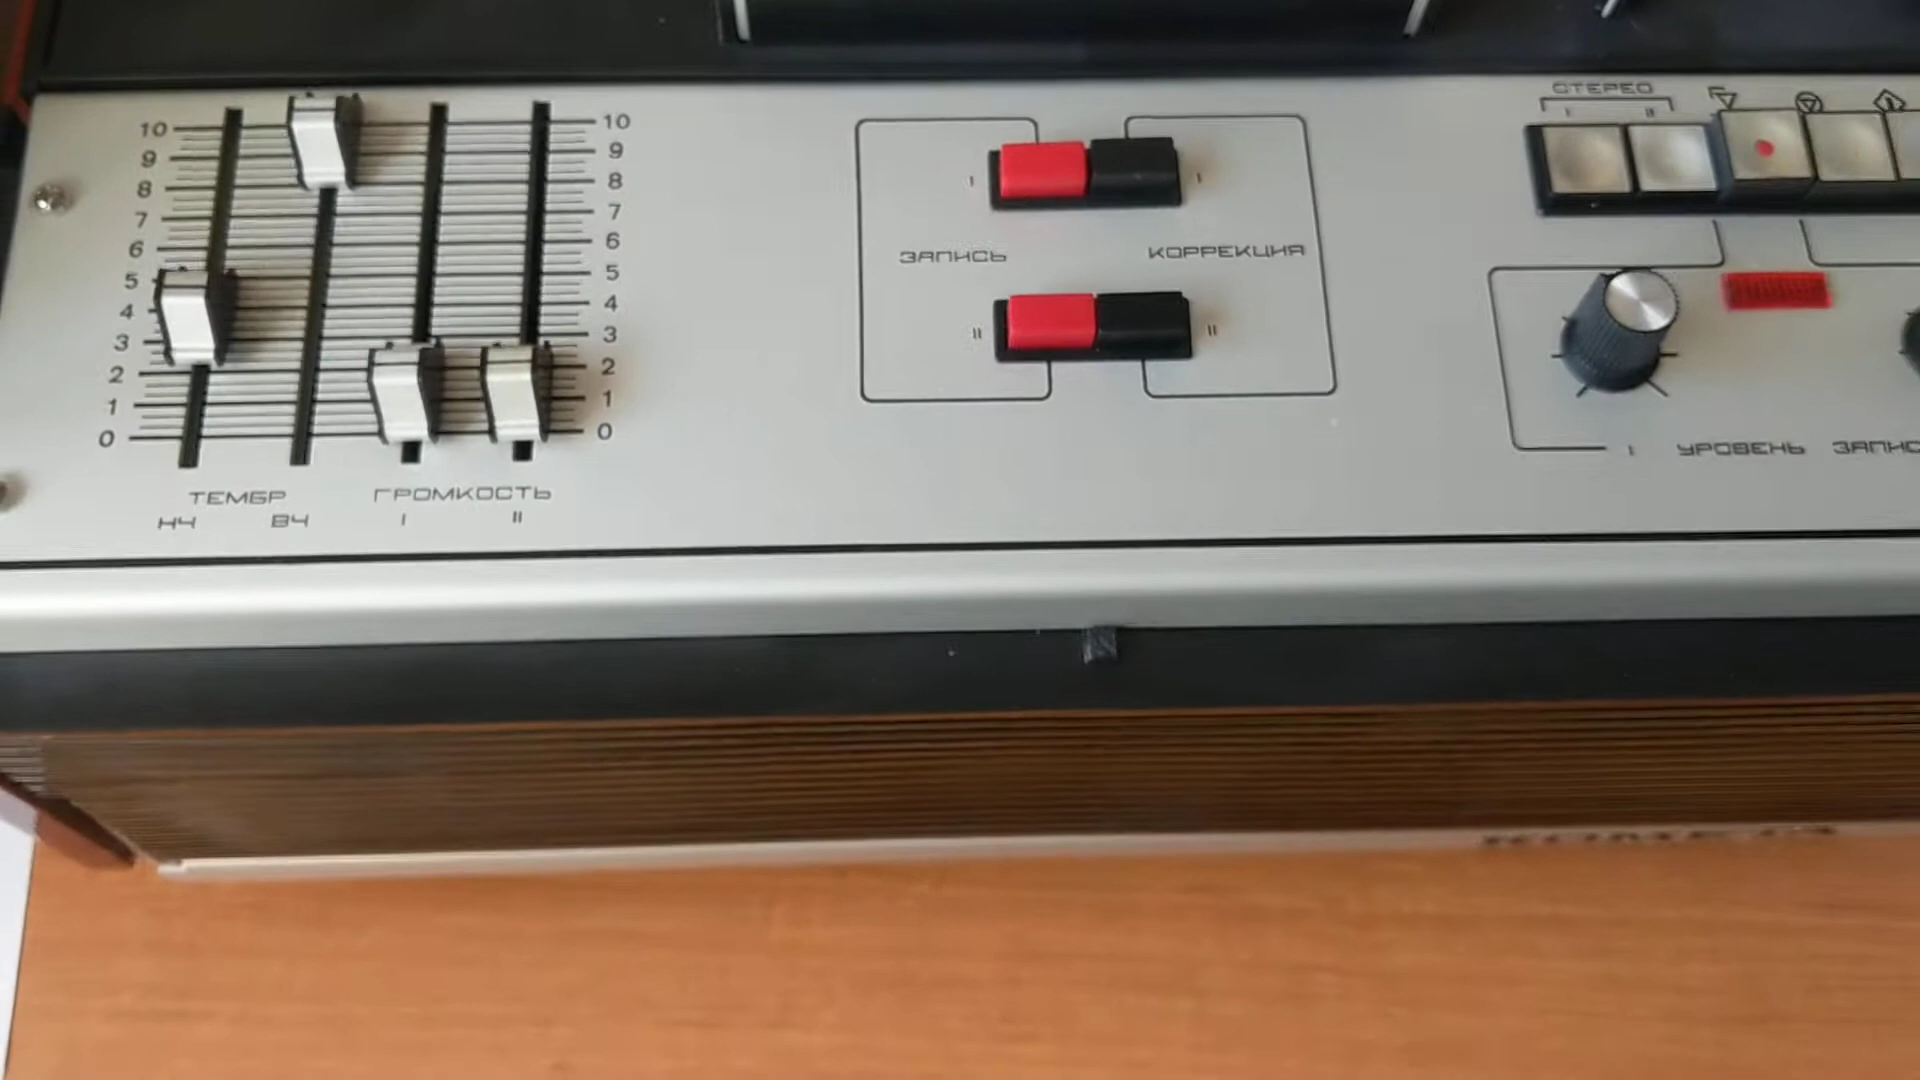 СТЕРЕО
I II
10 10
9 9
8 8
7 7
6 6
5 5
4 4
3 3
2 2
1 1
0 0
ТЕМБР ГРОМКОСТЬ
НЧ ВЧ I II
I I
ЗАПИСЬ КОРРЕКЦИЯ
II II
I УРОВЕНЬ